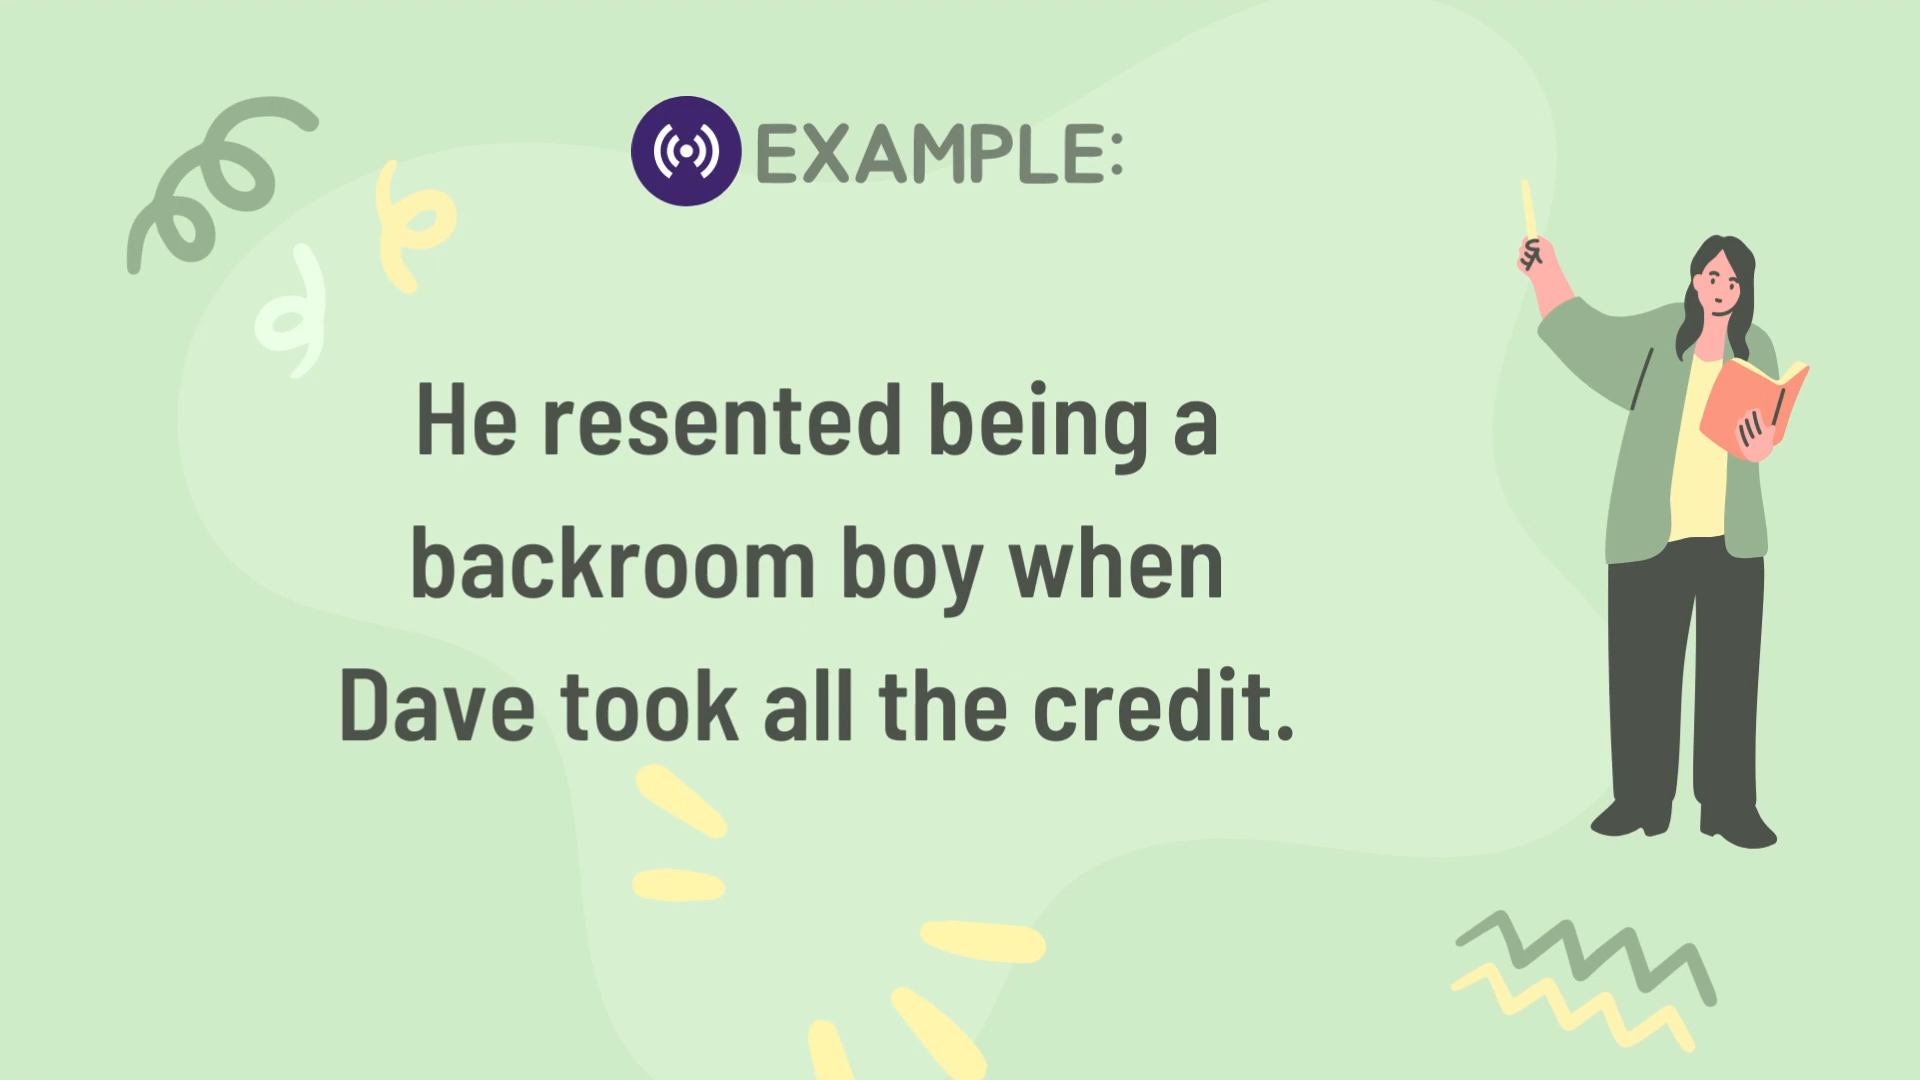 EXAMPLE:
He resented being a
backroom boy when
Dave took all the credit.